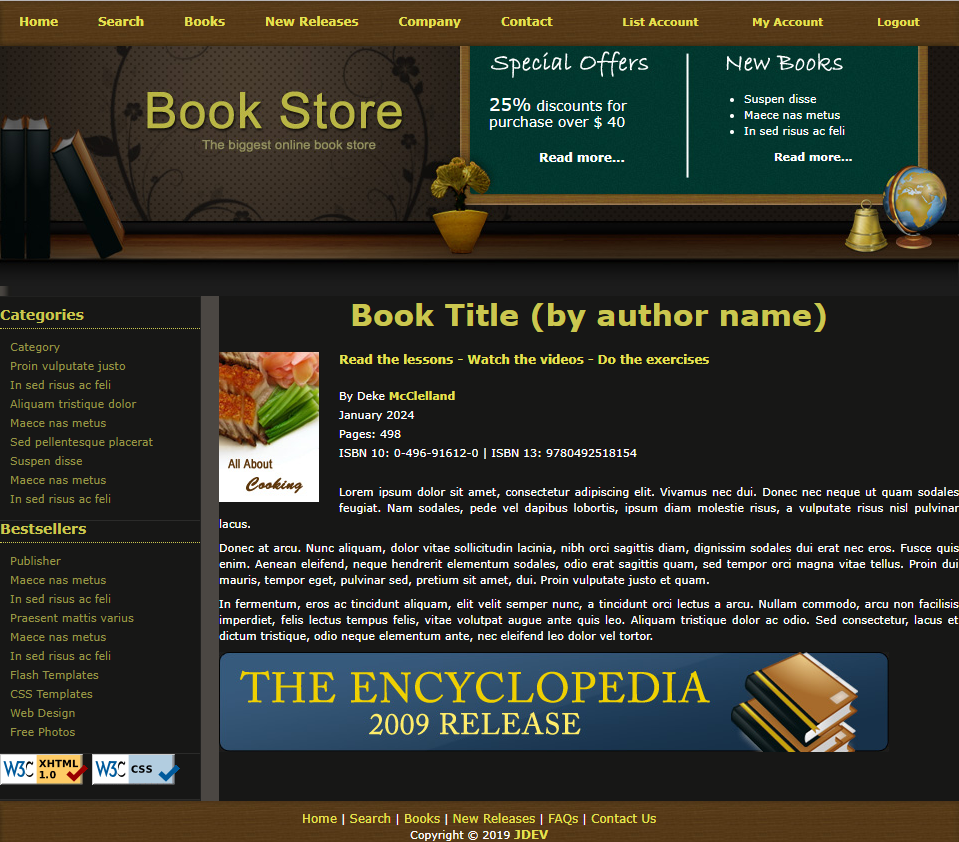 Home Search Books New Releases Company Contact List Account My Account Logout
Book Store
The biggest online book store
Special Offers
25% discounts for
purchase over $ 40
Read more...
New Books
Suspen disse
Maece nas metus
In sed risus ac feli
Read more...
Categories
Category
Proin vulputate justo
In sed risus ac feli
Aliquam tristique dolor
Maece nas metus
Sed pellentesque placerat
Suspen disse
Maece nas metus
In sed risus ac feli
Bestsellers
Publisher
Maece nas metus
In sed risus ac feli
Praesent mattis varius
Maece nas metus
In sed risus ac feli
Flash Templates
CSS Templates
Web Design
Free Photos
W3C XHTML 1.0
W3C CSS
Book Title (by author name)
All About
Cooking
Read the lessons - Watch the videos - Do the exercises
By Deke McClelland
January 2024
Pages: 498
ISBN 10: 0-496-91612-0 | ISBN 13: 9780492518154
Lorem ipsum dolor sit amet, consectetur adipiscing elit. Vivamus nec dui. Donec nec neque ut quam sodales
feugiat. Nam sodales, pede vel dapibus lobortis, ipsum diam molestie risus, a vulputate risus nisl pulvinar
lacus.
Donec at arcu. Nunc aliquam, dolor vitae sollicitudin lacinia, nibh orci sagittis diam, dignissim sodales dui erat nec eros. Fusce quis
enim. Aenean eleifend, neque hendrerit elementum sodales, odio erat sagittis quam, sed tempor orci magna vitae tellus. Proin dui
mauris, tempor eget, pulvinar sed, pretium sit amet, dui. Proin vulputate justo et quam.
In fermentum, eros ac tincidunt aliquam, elit velit semper nunc, a tincidunt orci lectus a arcu. Nullam commodo, arcu non facilisis
imperdiet, felis lectus tempus felis, vitae volutpat augue ante quis leo. Aliquam tristique dolor ac odio. Sed consectetur, lacus et
dictum tristique, odio neque elementum ante, nec eleifend leo dolor vel tortor.
THE ENCYCLOPEDIA
2009 RELEASE
Home | Search | Books | New Releases | FAQs | Contact Us
Copyright © 2019 JDEV